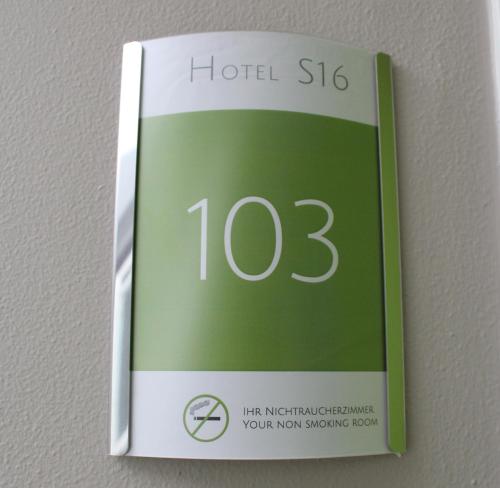 HOTEL S16
103
IHR NICHTRAUCHERZIMMER
YOUR NON SMOKING ROOM